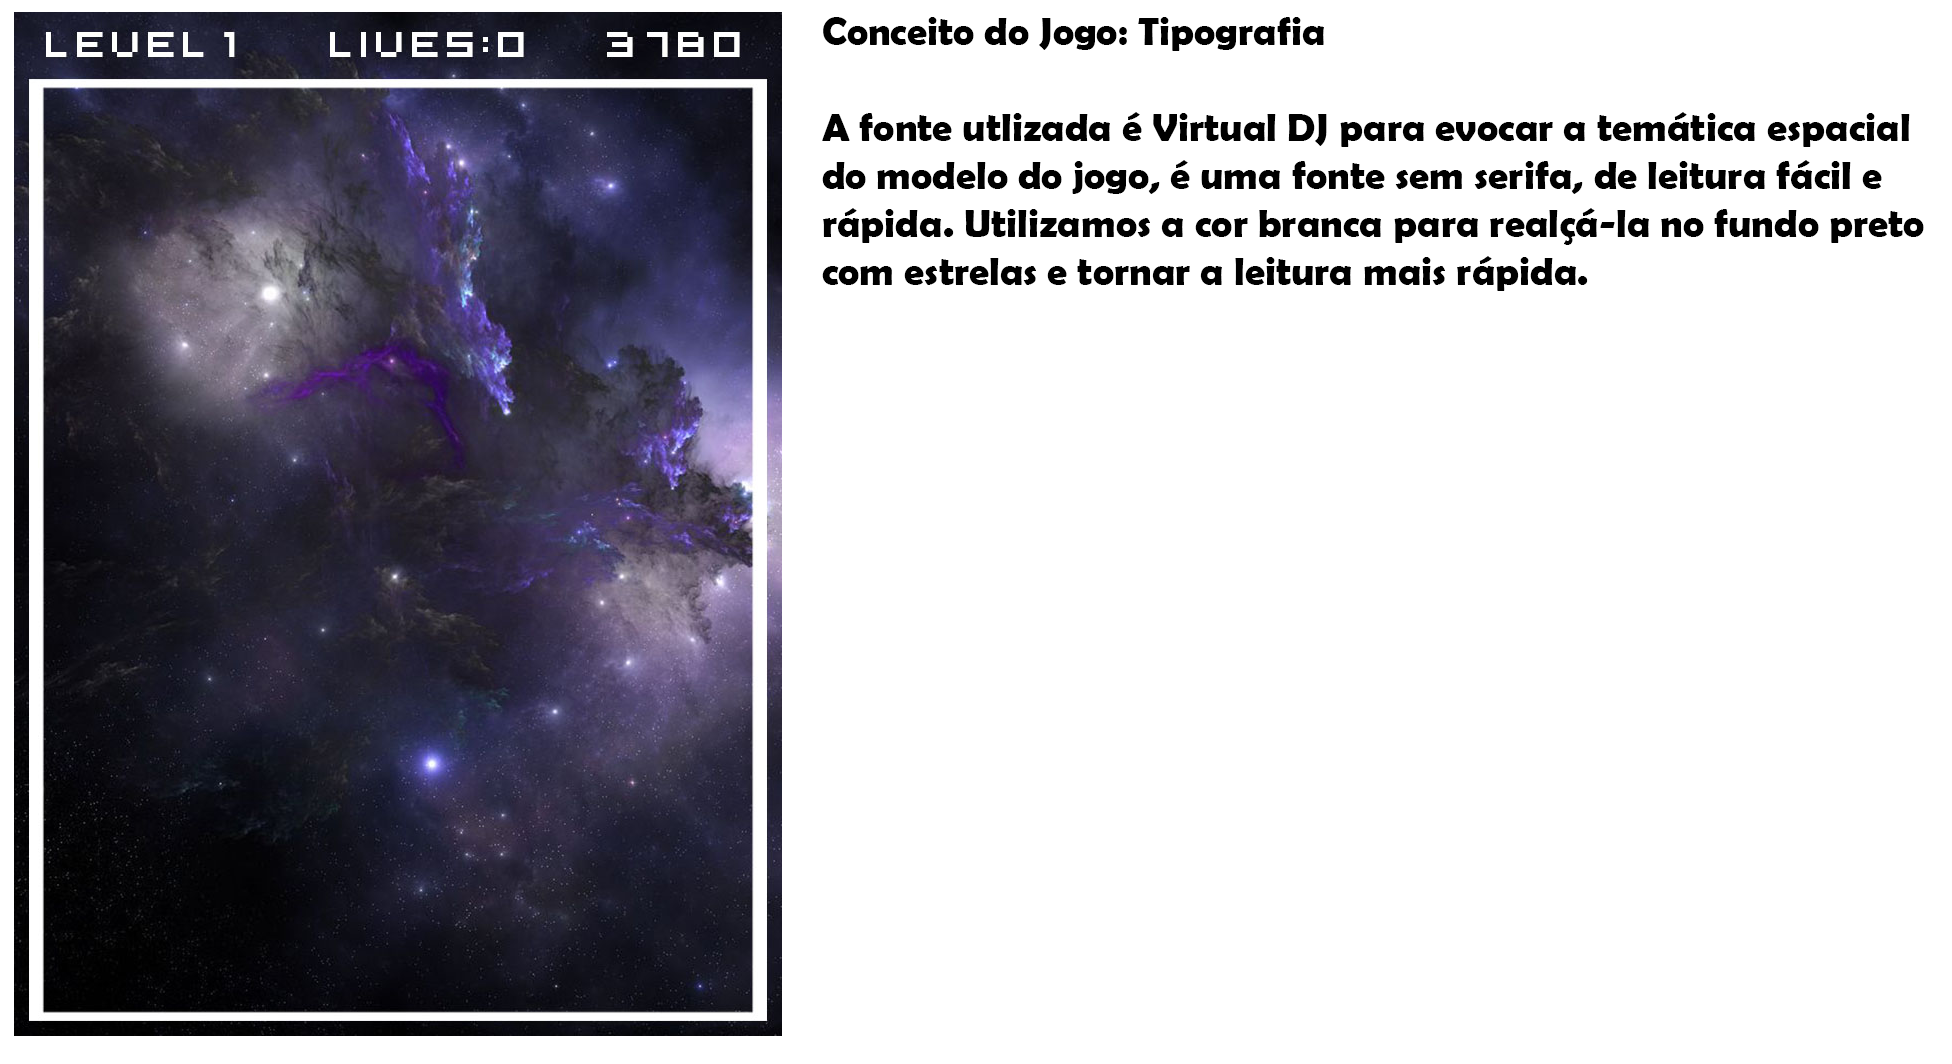 LEVEL 1 LIVES:0 3780
Conceito do Jogo: Tipografia
A fonte utlizada é Virtual DJ para evocar a temática espacial
do modelo do jogo, é uma fonte sem serifa, de leitura fácil e
rápida. Utilizamos a cor branca para realçá-la no fundo preto
com estrelas e tornar a leitura mais rápida.